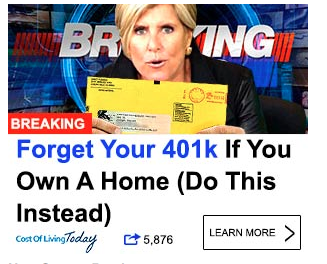 BREAKING
BREAKING
Forget Your 401k If You
Own A Home (Do This
Instead)
Cost Of Living Today
5,876
LEARN MORE